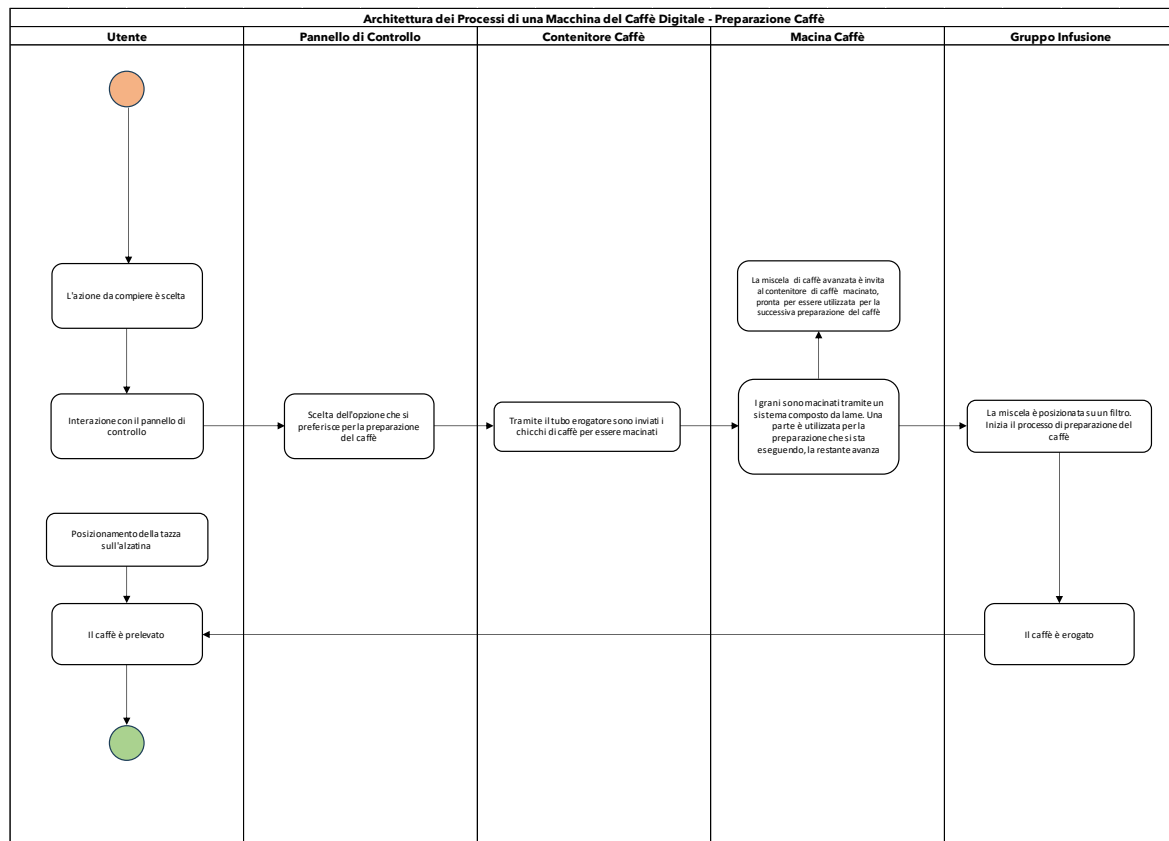 Architettura dei Processi di una Macchina del Caffè Digitale - Preparazione Caffè
Utente
Pannello di Controllo
Contenitore Caffè
Macina Caffè
Gruppo Infusione
L'azione da compiere è scelta
La miscela di caffè avanzata è invita
al contenitore di caffè macinato,
pronta per essere utilizzata per la
successiva preparazione del caffè
Interazione con il pannello di
controllo
Scelta dell'opzione che si
preferisce per la preparazione
del caffè
Tramite il tubo erogatore sono inviati i
chicchi di caffè per essere macinati
I grani sono macinati tramite un
sistema composto da lame. Una
parte è utilizzata per la
preparazione che si sta
eseguendo, la restante avanza
La miscela è posizionata su un filtro.
Inizia il processo di preparazione del
caffè
Posizionamento della tazza
sull'alzatina
Il caffè è prelevato
Il caffè è erogato